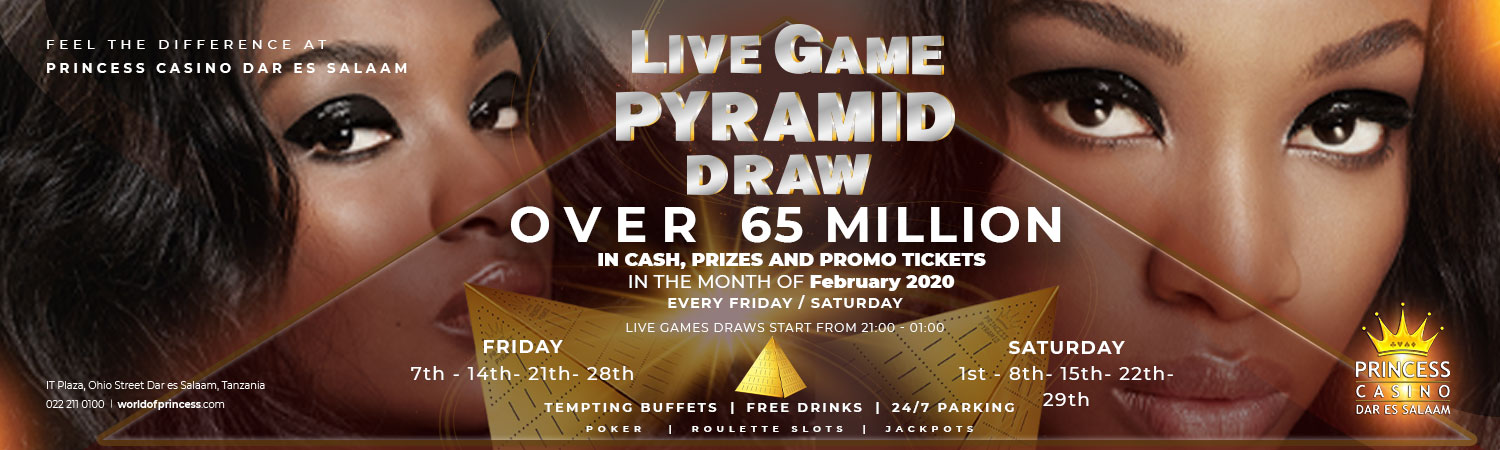 FEEL THE DIFFERENCE AT
PRINCESS CASINO DAR ES SALAAM
LIVE GAME
PYRAMID
DRAW
OVER 65 MILLION
IN CASH, PRIZES AND PROMO TICKETS
IN THE MONTH OF February 2020
EVERY FRIDAY / SATURDAY
LIVE GAMES DRAWS START FROM 21:00 - 01:00
FRIDAY
7th - 14th- 21th- 28th
SATURDAY
1st - 8th- 15th- 22th-
29th
TEMPTING BUFFETS | FREE DRINKS | 24/7 PARKING
POKER | ROULETTE SLOTS | JACKPOTS
IT Plaza, Ohio Street Dar es Salaam, Tanzania
022 211 0100 | worldofprincess.com
PRINCESS
CASINO
DAR ES SALAAM